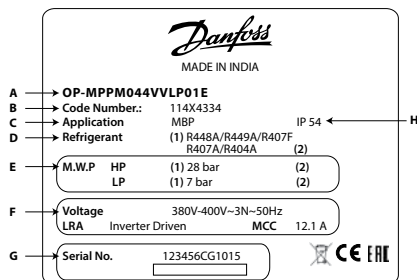 Danfoss
MADE IN INDIA
A OP-MPPM044VVLP01E
B Code Number.: 114X4334
C Application MBP IP 54 H
D Refrigerant (1) R448A/R449A/R407F
R407A/R404A (2)
E M.W.P HP (1) 28 bar (2)
LP (1) 7 bar (2)
F Voltage 380V-400V~3N~50Hz
LRA Inverter Driven MCC 12.1 A
G Serial No. 123456CG1015
CE EAC